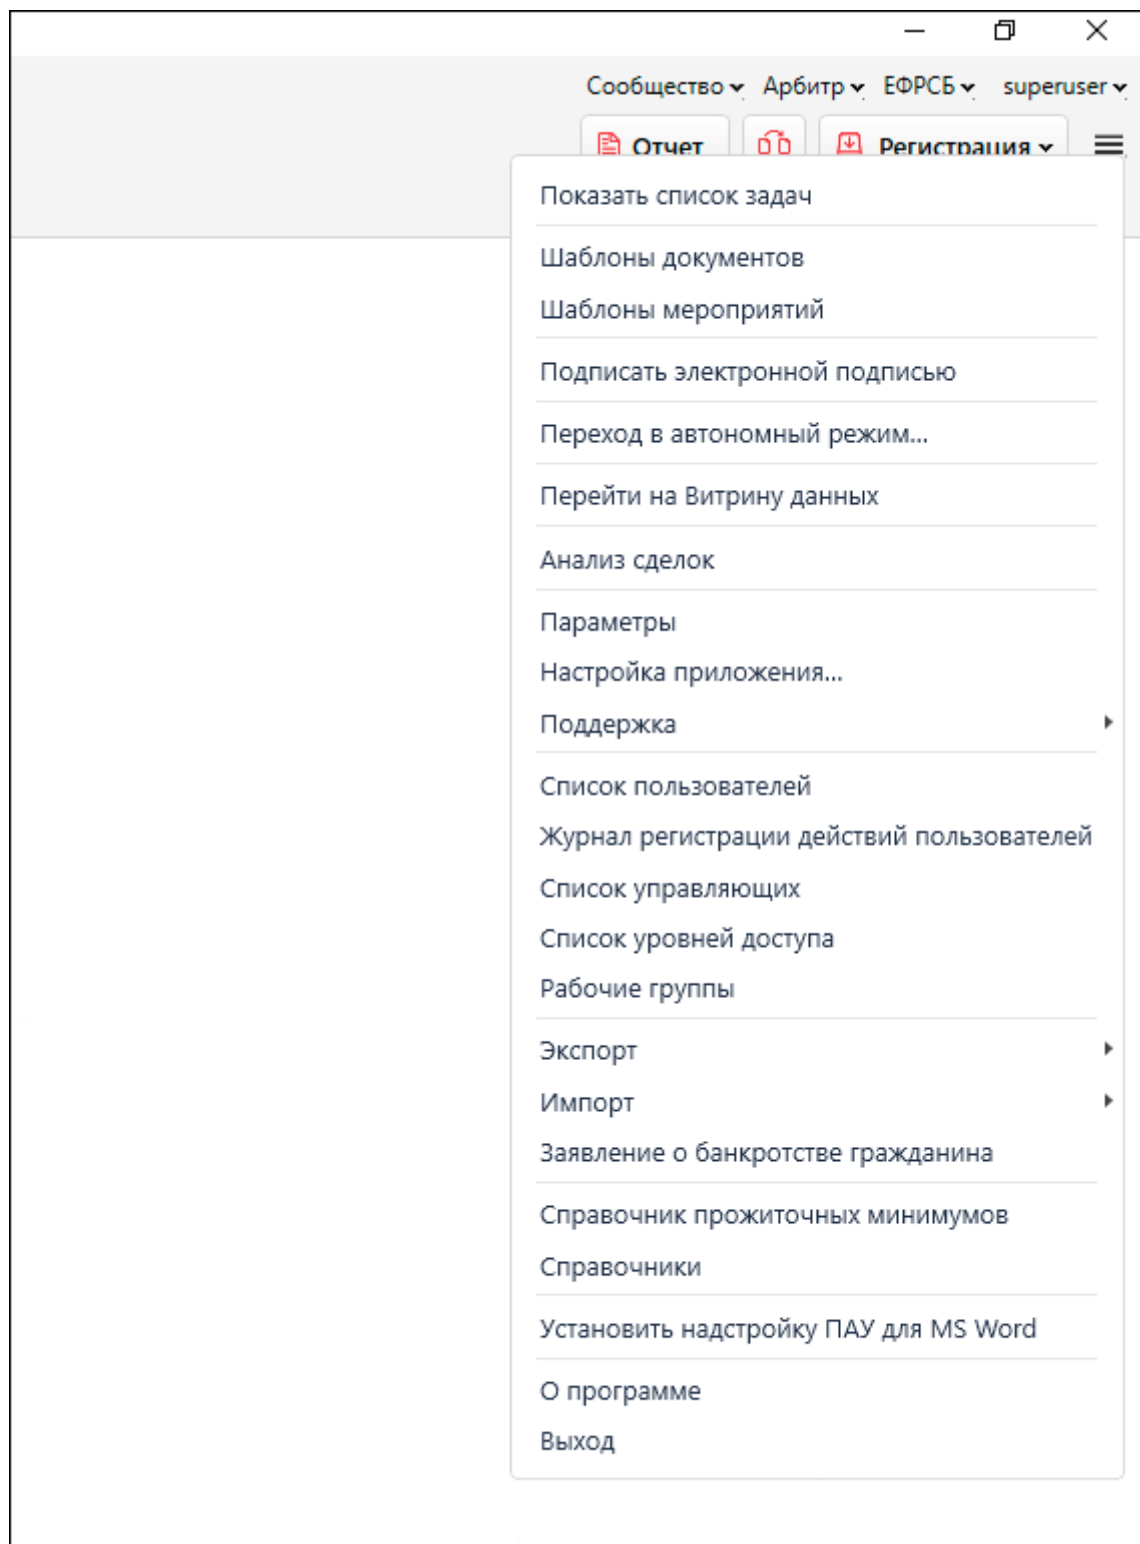 Сообщество Арбитр ЕФРСБ superuser
Отчет Регистрация
Показать список задач
Шаблоны документов
Шаблоны мероприятий
Подписать электронной подписью
Переход в автономный режим...
Перейти на Витрину данных
Анализ сделок
Параметры
Настройка приложения...
Поддержка
Список пользователей
Журнал регистрации действий пользователей
Список управляющих
Список уровней доступа
Рабочие группы
Экспорт
Импорт
Заявление о банкротстве гражданина
Справочник прожиточных минимумов
Справочники
Установить надстройку ПАУ для MS Word
О программе
Выход